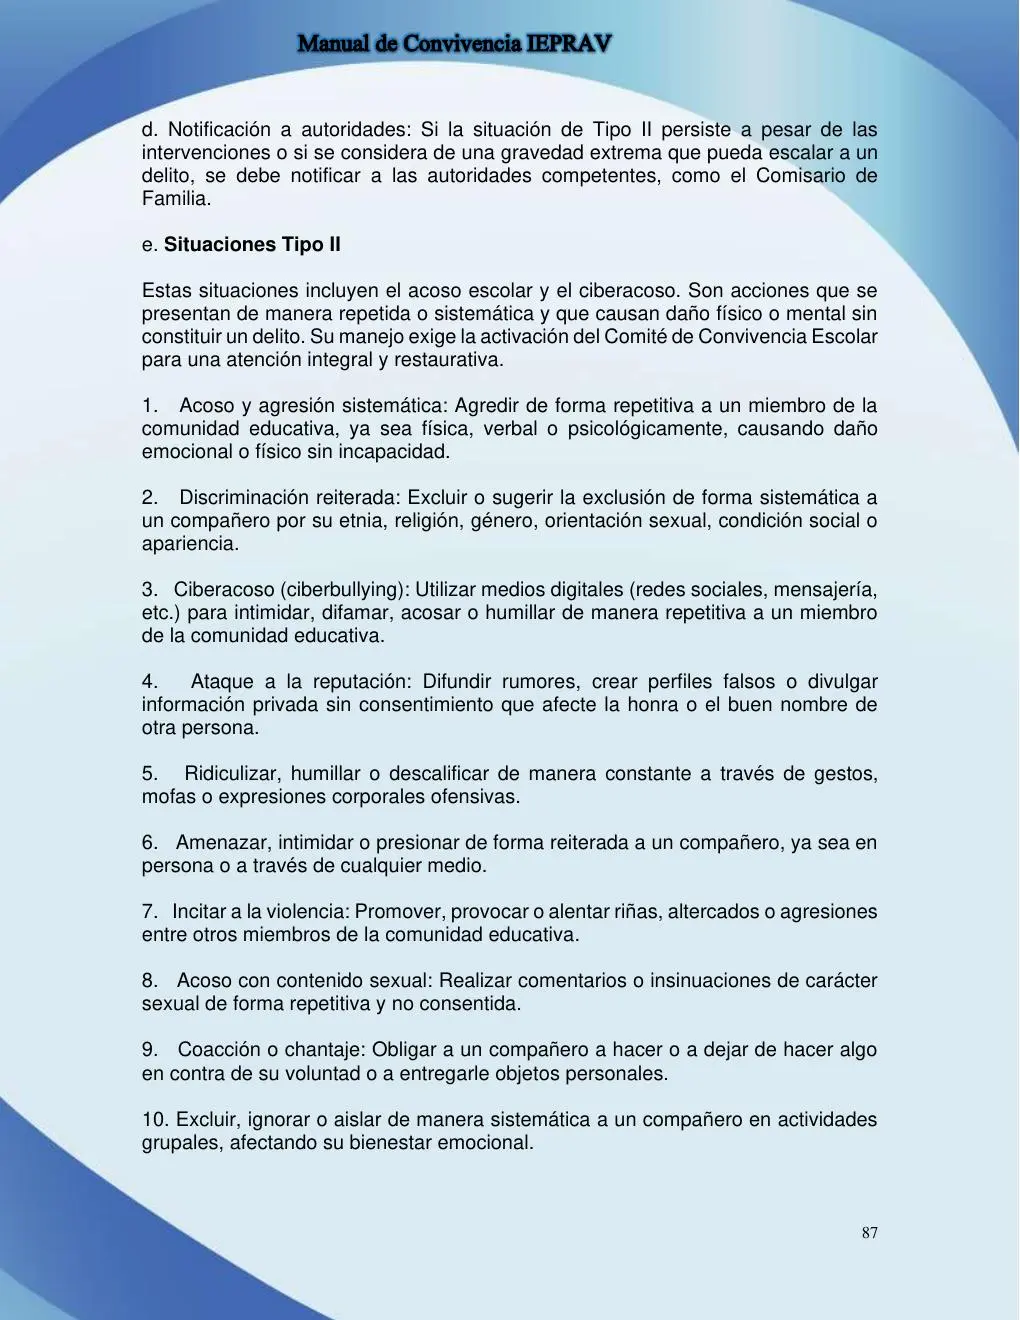 Manual de Convivencia IEPRAV
d. Notificación a autoridades: Si la situación de Tipo II persiste a pesar de las
intervenciones o si se considera de una gravedad extrema que pueda escalar a un
delito, se debe notificar a las autoridades competentes, como el Comisario de
Familia.
e. Situaciones Tipo II
Estas situaciones incluyen el acoso escolar y el ciberacoso. Son acciones que se
presentan de manera repetida o sistemática y que causan daño físico o mental sin
constituir un delito. Su manejo exige la activación del Comité de Convivencia Escolar
para una atención integral y restaurativa.
1. Acoso y agresión sistemática: Agredir de forma repetitiva a un miembro de la
comunidad educativa, ya sea física, verbal o psicológicamente, causando daño
emocional o físico sin incapacidad.
2. Discriminación reiterada: Excluir o sugerir la exclusión de forma sistemática a
un compañero por su etnia, religión, género, orientación sexual, condición social o
apariencia.
3. Ciberacoso (ciberbullying): Utilizar medios digitales (redes sociales, mensajería,
etc.) para intimidar, difamar, acosar o humillar de manera repetitiva a un miembro
de la comunidad educativa.
4. Ataque a la reputación: Difundir rumores, crear perfiles falsos o divulgar
información privada sin consentimiento que afecte la honra o el buen nombre de
otra persona.
5. Ridiculizar, humillar o descalificar de manera constante a través de gestos,
mofas o expresiones corporales ofensivas.
6. Amenazar, intimidar o presionar de forma reiterada a un compañero, ya sea en
persona o a través de cualquier medio.
7. Incitar a la violencia: Promover, provocar o alentar riñas, altercados o agresiones
entre otros miembros de la comunidad educativa.
8. Acoso con contenido sexual: Realizar comentarios o insinuaciones de carácter
sexual de forma repetitiva y no consentida.
9. Coacción o chantaje: Obligar a un compañero a hacer o a dejar de hacer algo
en contra de su voluntad o a entregarle objetos personales.
10. Excluir, ignorar o aislar de manera sistemática a un compañero en actividades
grupales, afectando su bienestar emocional.
87